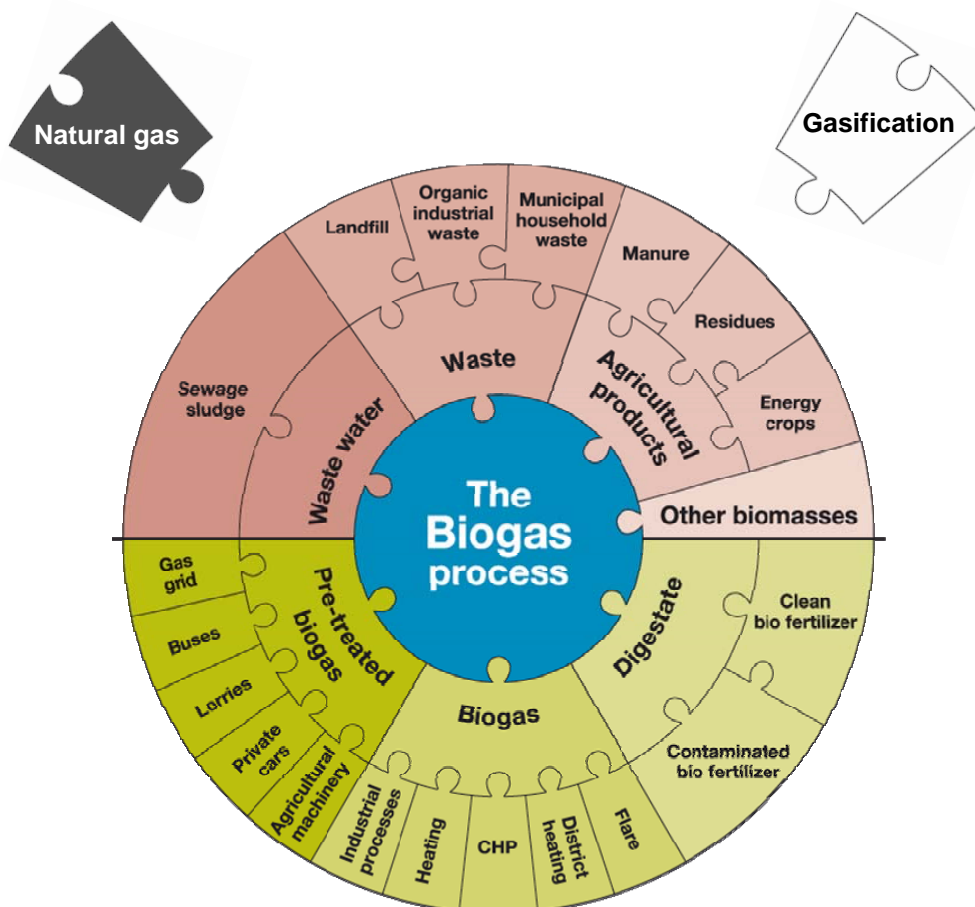 Natural gas
Gasification
Landfill
Organic
industrial
waste
Municipal
household
waste
Manure
Residues
Energy
crops
Sewage
sludge
Waste water
Waste
Agricultural
products
Other biomasses
The
Biogas
process
Gas
grid
Buses
Lorries
Private
cars
Agricultural
machinery
Pre-treated
biogas
Biogas
Digestate
Clean
bio fertilizer
Contaminated
bio fertilizer
Industrial
processes
Heating
CHP
District
heating
Flare